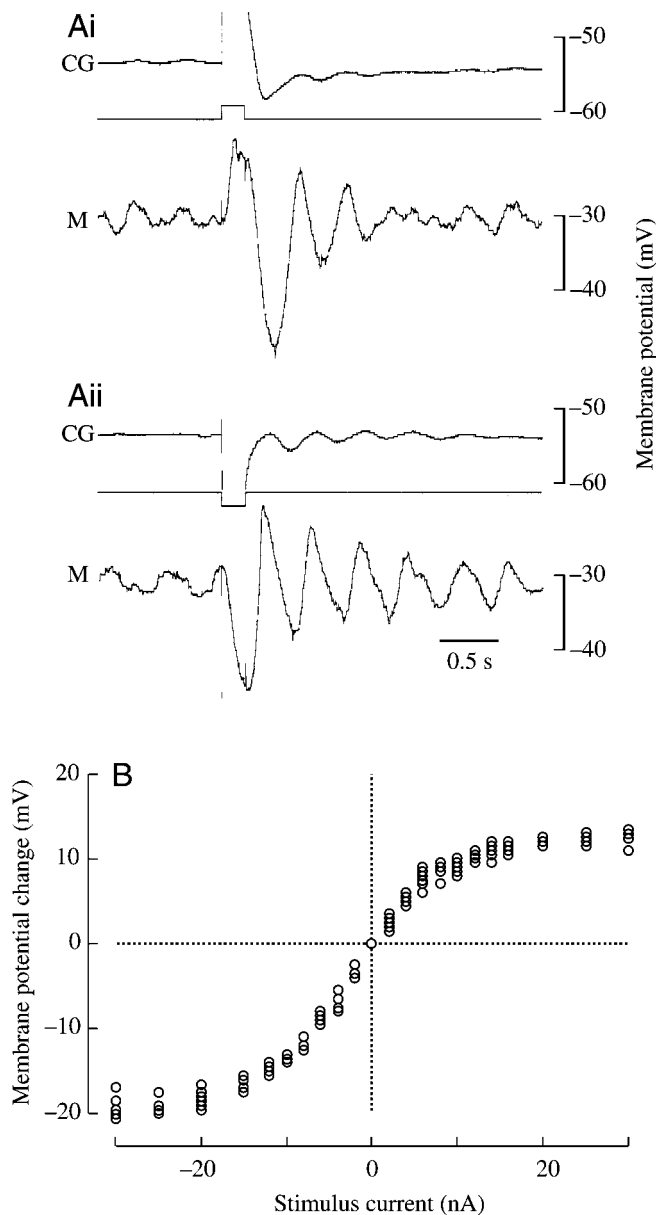 Ai
CG
−50
−60
M
−30
−40
Membrane potential (mV)
Aii
CG
−50
−60
M
−30
−40
0.5 s
B
Membrane potential change (mV)
20
10
0
−10
−20
−20
0
20
Stimulus current (nA)